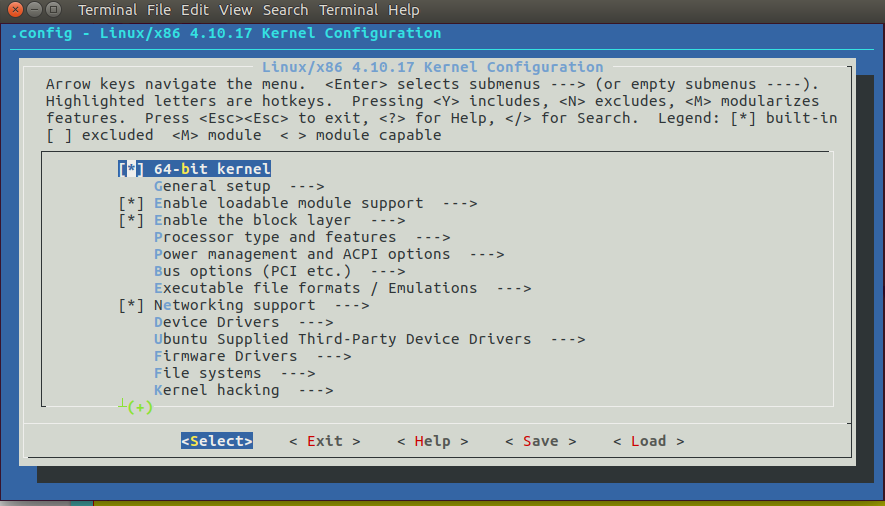 Terminal File Edit View Search Terminal Help
.config - Linux/x86 4.10.17 Kernel Configuration
Linux/x86 4.10.17 Kernel Configuration
Arrow keys navigate the menu.  <Enter> selects submenus ---> (or empty submenus ----).
Highlighted letters are hotkeys.  Pressing <Y> includes, <N> excludes, <M> modularizes
features.  Press <Esc><Esc> to exit, <?> for Help, </> for Search.  Legend: [*] built-in
[ ] excluded  <M> module  < > module capable
[*] 64-bit kernel
General setup  --->
[*] Enable loadable module support  --->
[*] Enable the block layer  --->
Processor type and features  --->
Power management and ACPI options  --->
Bus options (PCI etc.)  --->
Executable file formats / Emulations  --->
[*] Networking support  --->
Device Drivers  --->
Ubuntu Supplied Third-Party Device Drivers  --->
Firmware Drivers  --->
File systems  --->
Kernel hacking  --->
┴(+)
<Select>    < Exit >    < Help >    < Save >    < Load >